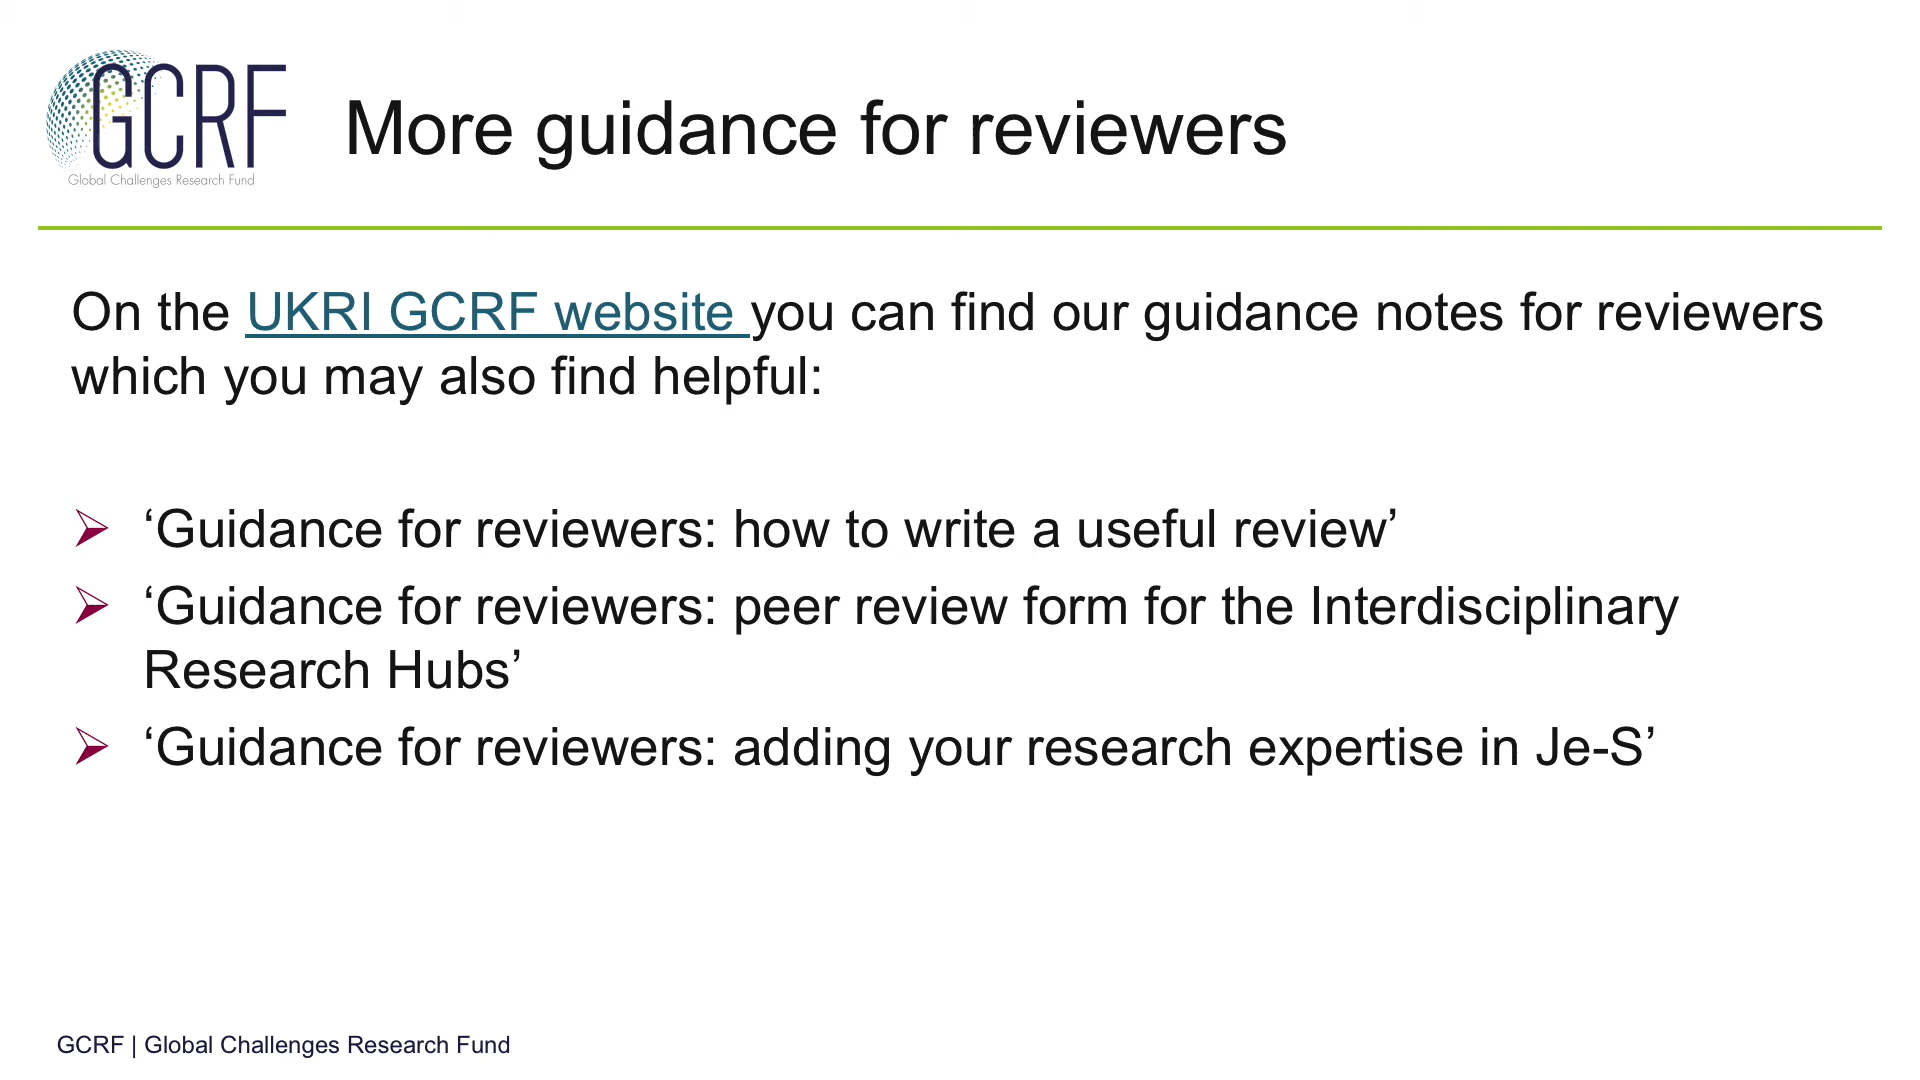 GCRF
Global Challenges Research Fund
More guidance for reviewers
On the UKRI GCRF website you can find our guidance notes for reviewers
which you may also find helpful:
‘Guidance for reviewers: how to write a useful review’
‘Guidance for reviewers: peer review form for the Interdisciplinary
Research Hubs’
‘Guidance for reviewers: adding your research expertise in Je-S’
GCRF | Global Challenges Research Fund